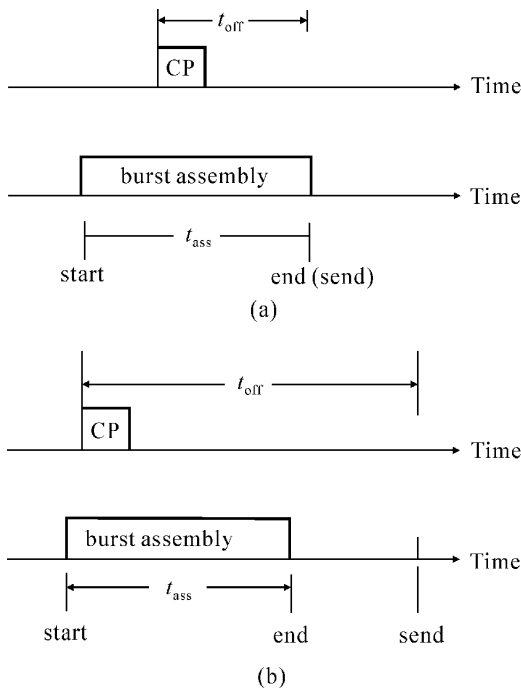 t_off
CP
Time
burst assembly
Time
t_ass
start
end (send)
(a)
t_off
CP
Time
burst assembly
Time
t_ass
start end send
(b)